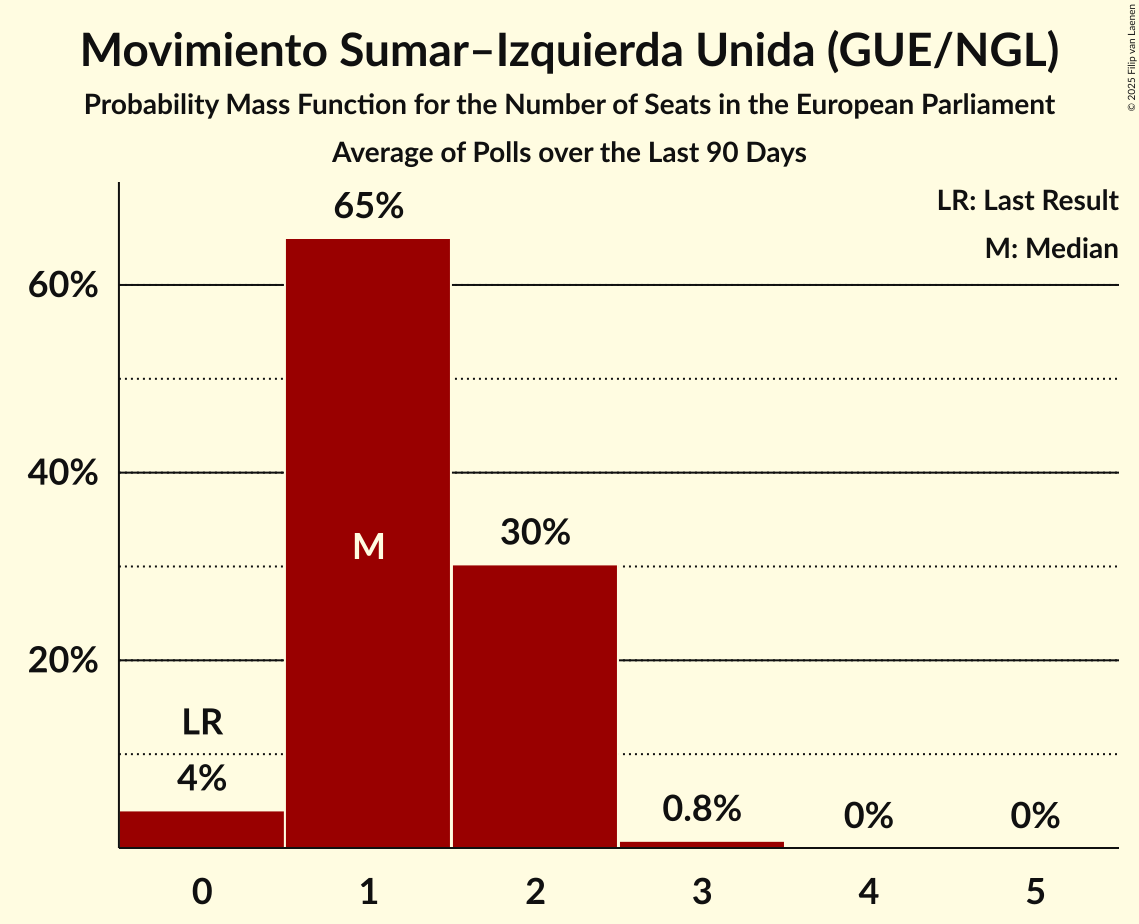 Movimiento Sumar–Izquierda Unida (GUE/NGL)
Probability Mass Function for the Number of Seats in the European Parliament
Average of Polls over the Last 90 Days
© 2025 Filip van Laenen
LR: Last Result
M: Median
65%
60%
40%
30%
M
20%
LR
4%
0.8%
0%
0%
0 1 2 3 4 5